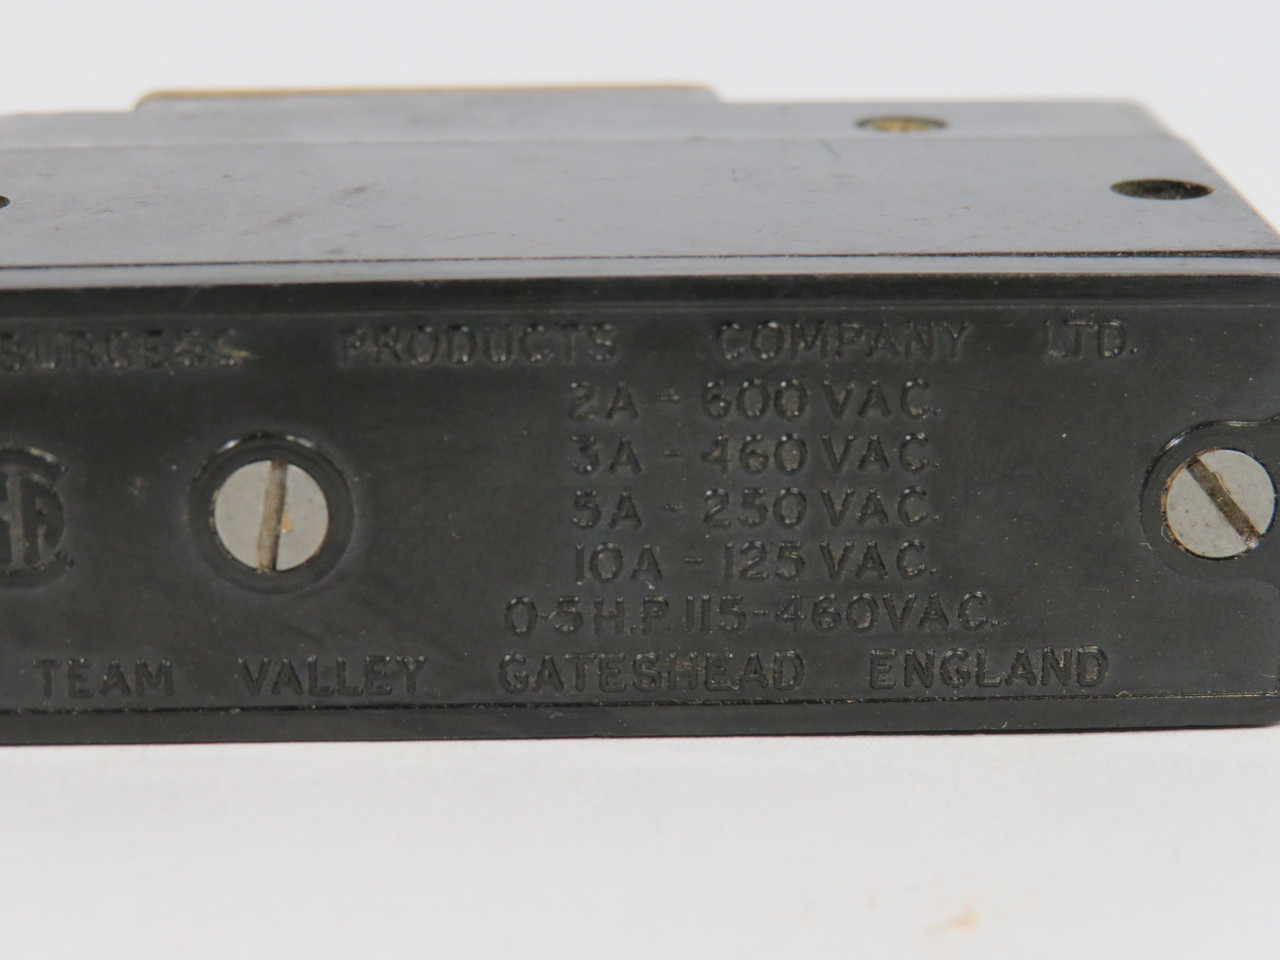 BURGESS PRODUCTS COMPANY LTD.
2A - 600 VAC.
3A - 460 VAC.
5A - 250 VAC.
10A - 125 VAC.
0·5 H.P. 115-460 VAC.
TEAM VALLEY GATESHEAD ENGLAND